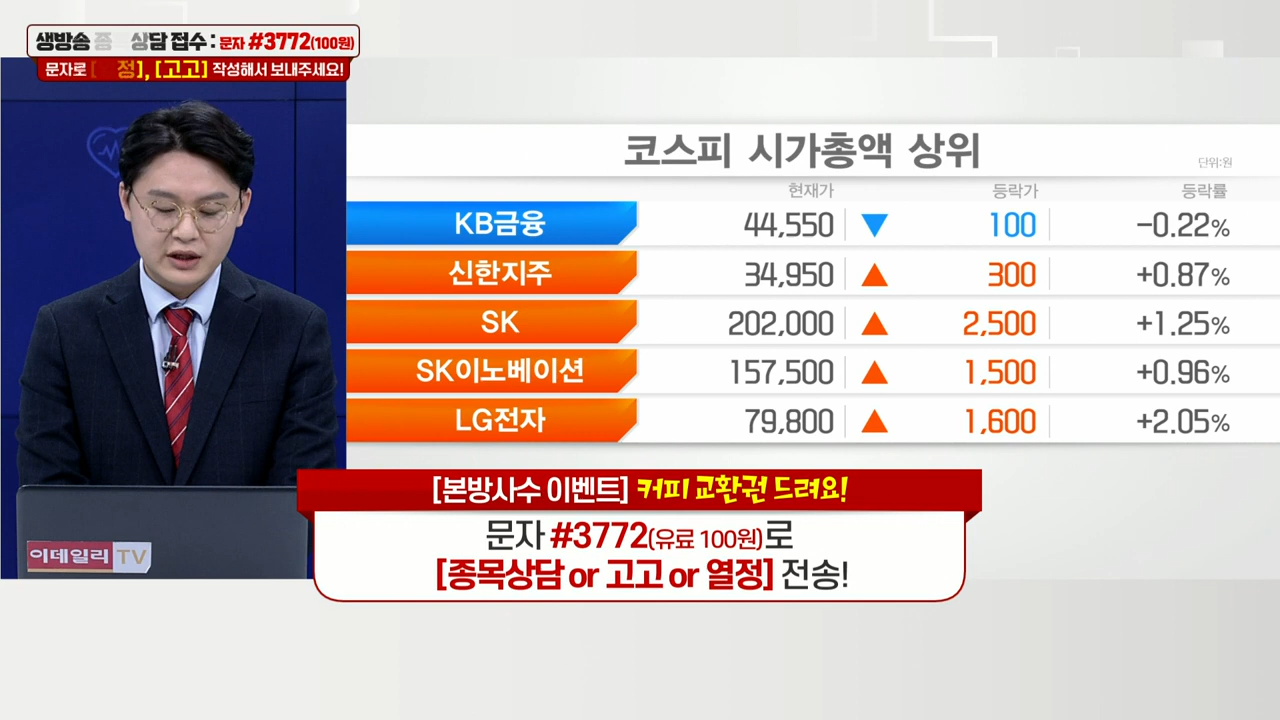 생방송 종 상담 접수 : 문자 #3772(100원)
문자로 [ 정], [고고] 작성해서 보내주세요!
코스피 시가총액 상위
단위:원
현재가 등락가 등락률
KB금융 44,550 ▼ 100 -0.22%
신한지주 34,950 ▲ 300 +0.87%
SK 202,000 ▲ 2,500 +1.25%
SK이노베이션 157,500 ▲ 1,500 +0.96%
LG전자 79,800 ▲ 1,600 +2.05%
[본방사수 이벤트] 커피 교환권 드려요!
문자 #3772(유료 100원)로
[종목상담 or 고고 or 열정] 전송!
이데일리 TV